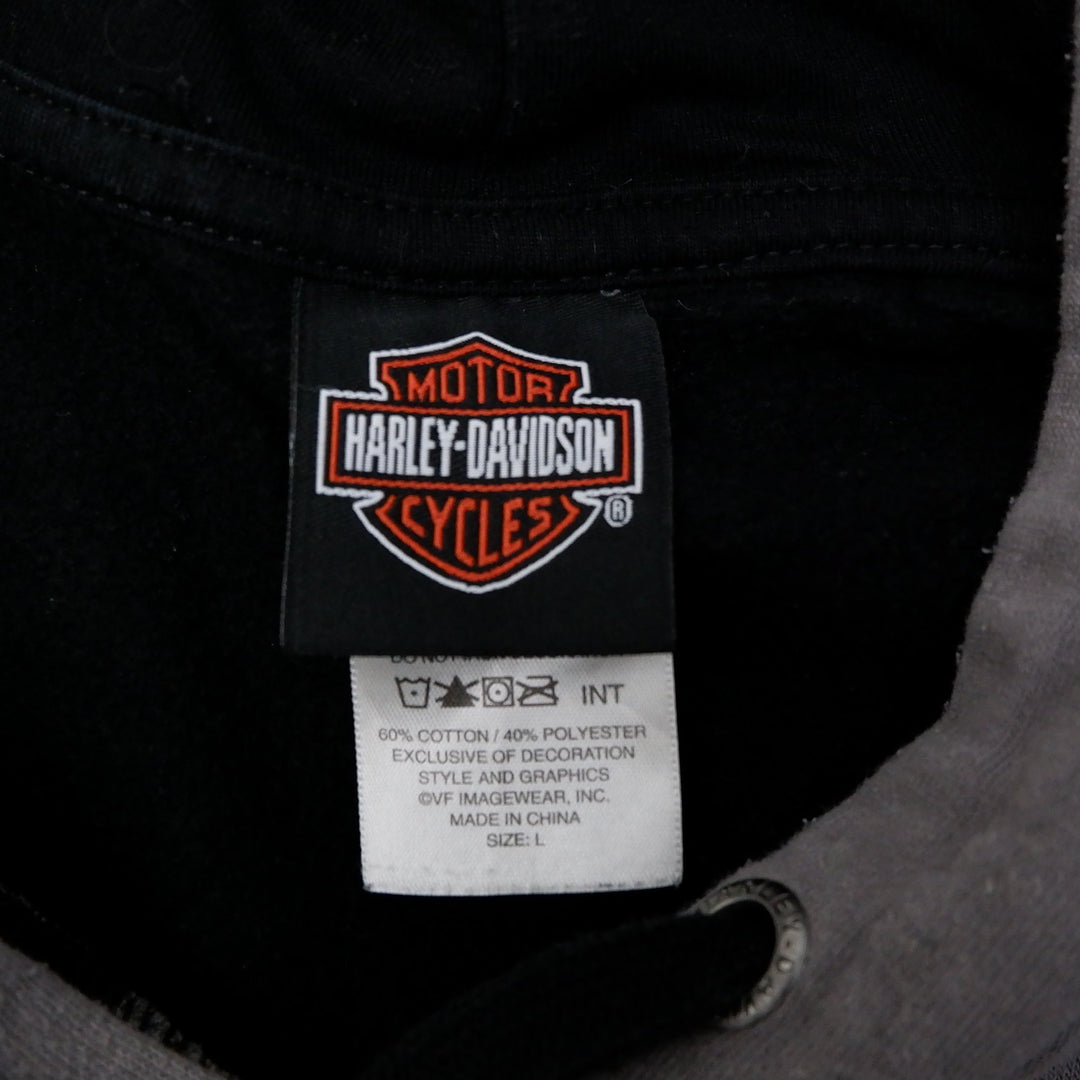 MOTOR
HARLEY-DAVIDSON
CYCLES
®
INT
60% COTTON / 40% POLYESTER
EXCLUSIVE OF DECORATION
STYLE AND GRAPHICS
©VF IMAGEWEAR, INC.
MADE IN CHINA
SIZE: L